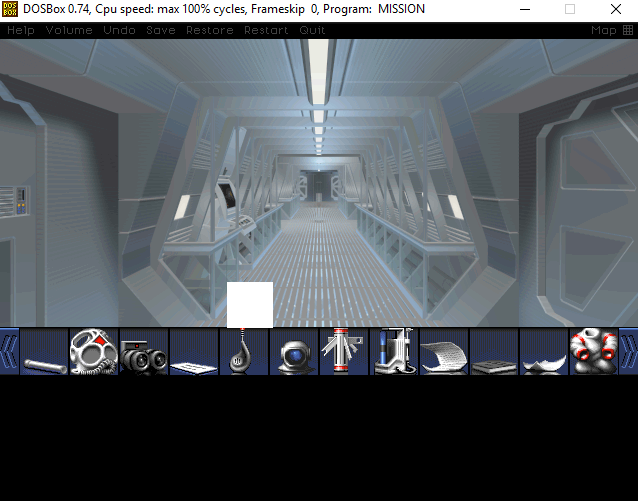 DOSBox 0.74, Cpu speed: max 100% cycles, Frameskip 0, Program: MISSION
Help Volume Undo Save Restore Restart Quit Map